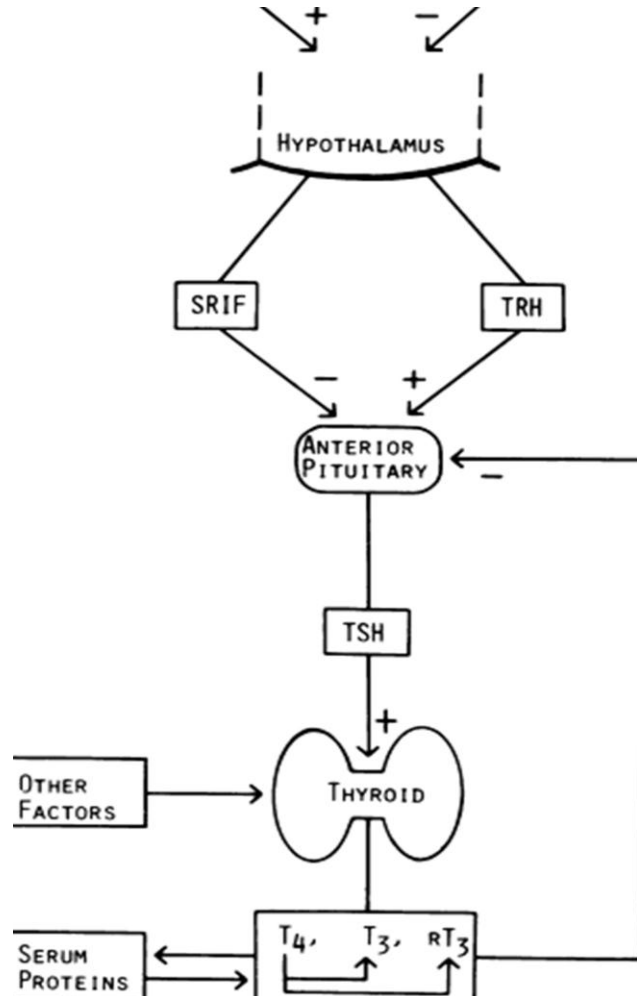 + −
HYPOTHALAMUS
SRIF TRH
− +
ANTERIOR
PITUITARY
−
TSH
+
OTHER
FACTORS
THYROID
T4, T3, RT3
SERUM
PROTEINS